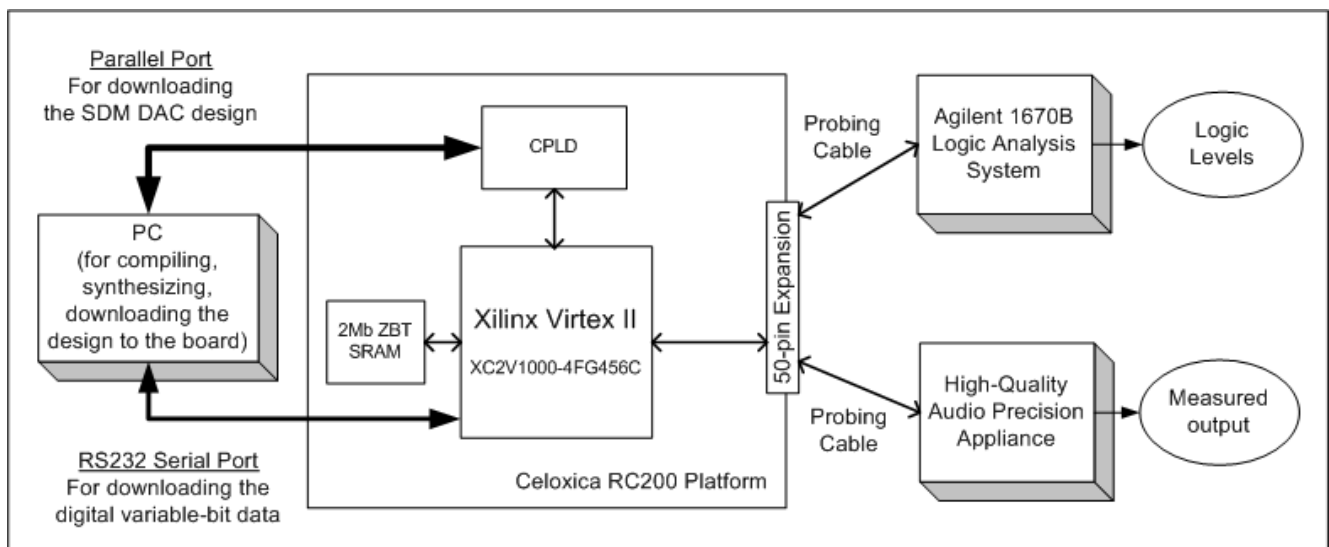 Parallel Port
For downloading
the SDM DAC design
PC
(for compiling,
synthesizing,
downloading the
design to the board)
RS232 Serial Port
For downloading the
digital variable-bit data
CPLD
2Mb ZBT
SRAM
Xilinx Virtex II
XC2V1000-4FG456C
Celoxica RC200 Platform
50-pin Expansion
Probing
Cable
Agilent 1670B
Logic Analysis
System
Logic
Levels
Probing
Cable
High-Quality
Audio Precision
Appliance
Measured
output